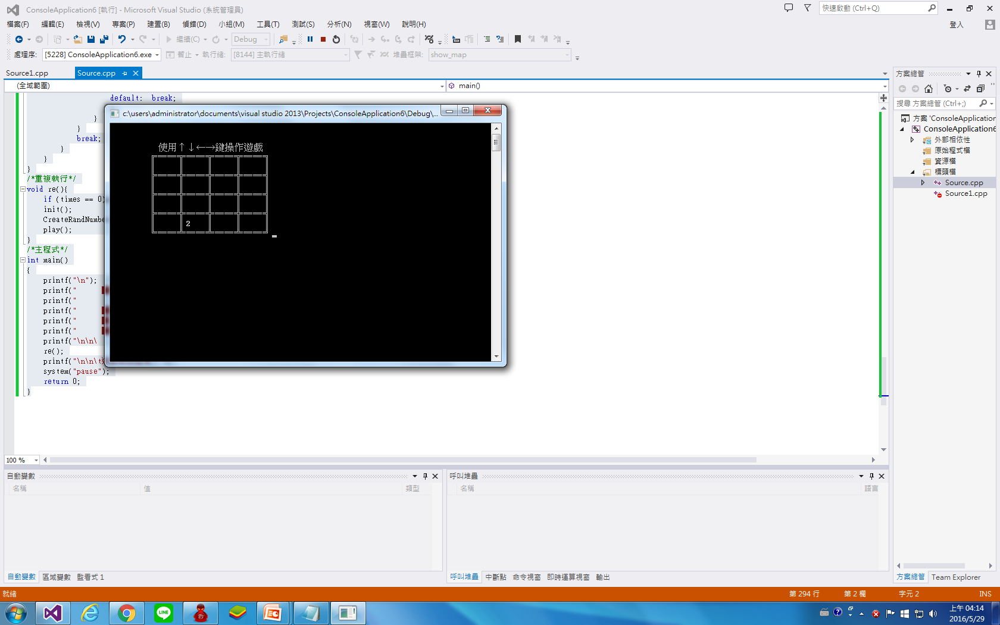 ConsoleApplication6 [執行] - Microsoft Visual Studio (系統管理員)
快速啟動 (Ctrl+Q)
檔案(F) 編輯(E) 檢視(V) 專案(P) 建置(B) 偵錯(D) 小組(M) 工具(T) 測試(S) 分析(N) 視窗(W) 說明(H)
登入
繼續(C) Debug
處理序: [5228] ConsoleApplication6.exe 暫止 執行緒: [8144] 主執行緒 堆疊框架: show_map
Source1.cpp Source.cpp
(全域範圍) main()
default: break;
}
}
break;
}
}
}
/*重複執行*/
void re(){
if (times == 0)
init();
CreateRandNumbe
play();
}
/*主程式*/
int main()
{
printf("\n");
printf("
printf("
printf("
printf("
printf("
printf("\n\n\
re();
printf("\n\n\t
system("pause");
return 0;
}
c:\users\administrator\documents\visual studio 2013\Projects\ConsoleApplication6\Debug\...
使用↑↓←→鍵操作遊戲
2
100 %
方案總管
搜尋 方案總管 (Ctrl+;)
方案 'ConsoleApplication
ConsoleApplication6
外部相依性
原始程式檔
資源檔
標頭檔
Source.cpp
Source1.cpp
方案總管 Team Explorer
自動變數
名稱 值 類型
自動變數 區域變數 監看式 1
呼叫堆疊
名稱 語言
呼叫堆疊 中斷點 命令視窗 即時運算視窗 輸出
就緒 第 294 行 第 2 欄 字元 2 INS
LINE
上午 04:14
2016/5/29